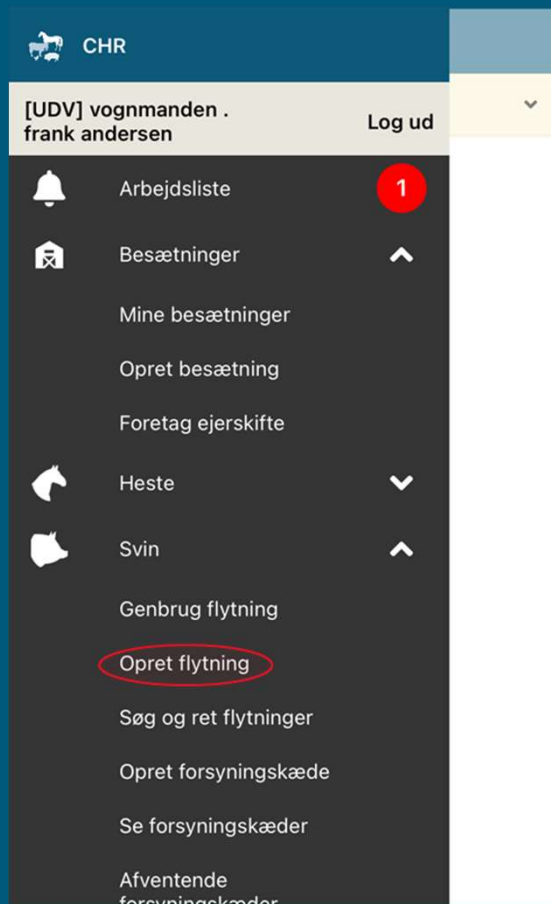 CHR
[UDV] vognmanden .
frank andersen
Log ud
Arbejdsliste
1
Besætninger
Mine besætninger
Opret besætning
Foretag ejerskifte
Heste
Svin
Genbrug flytning
Opret flytning
Søg og ret flytninger
Opret forsyningskæde
Se forsyningskæder
Afventende
forsyningskæder